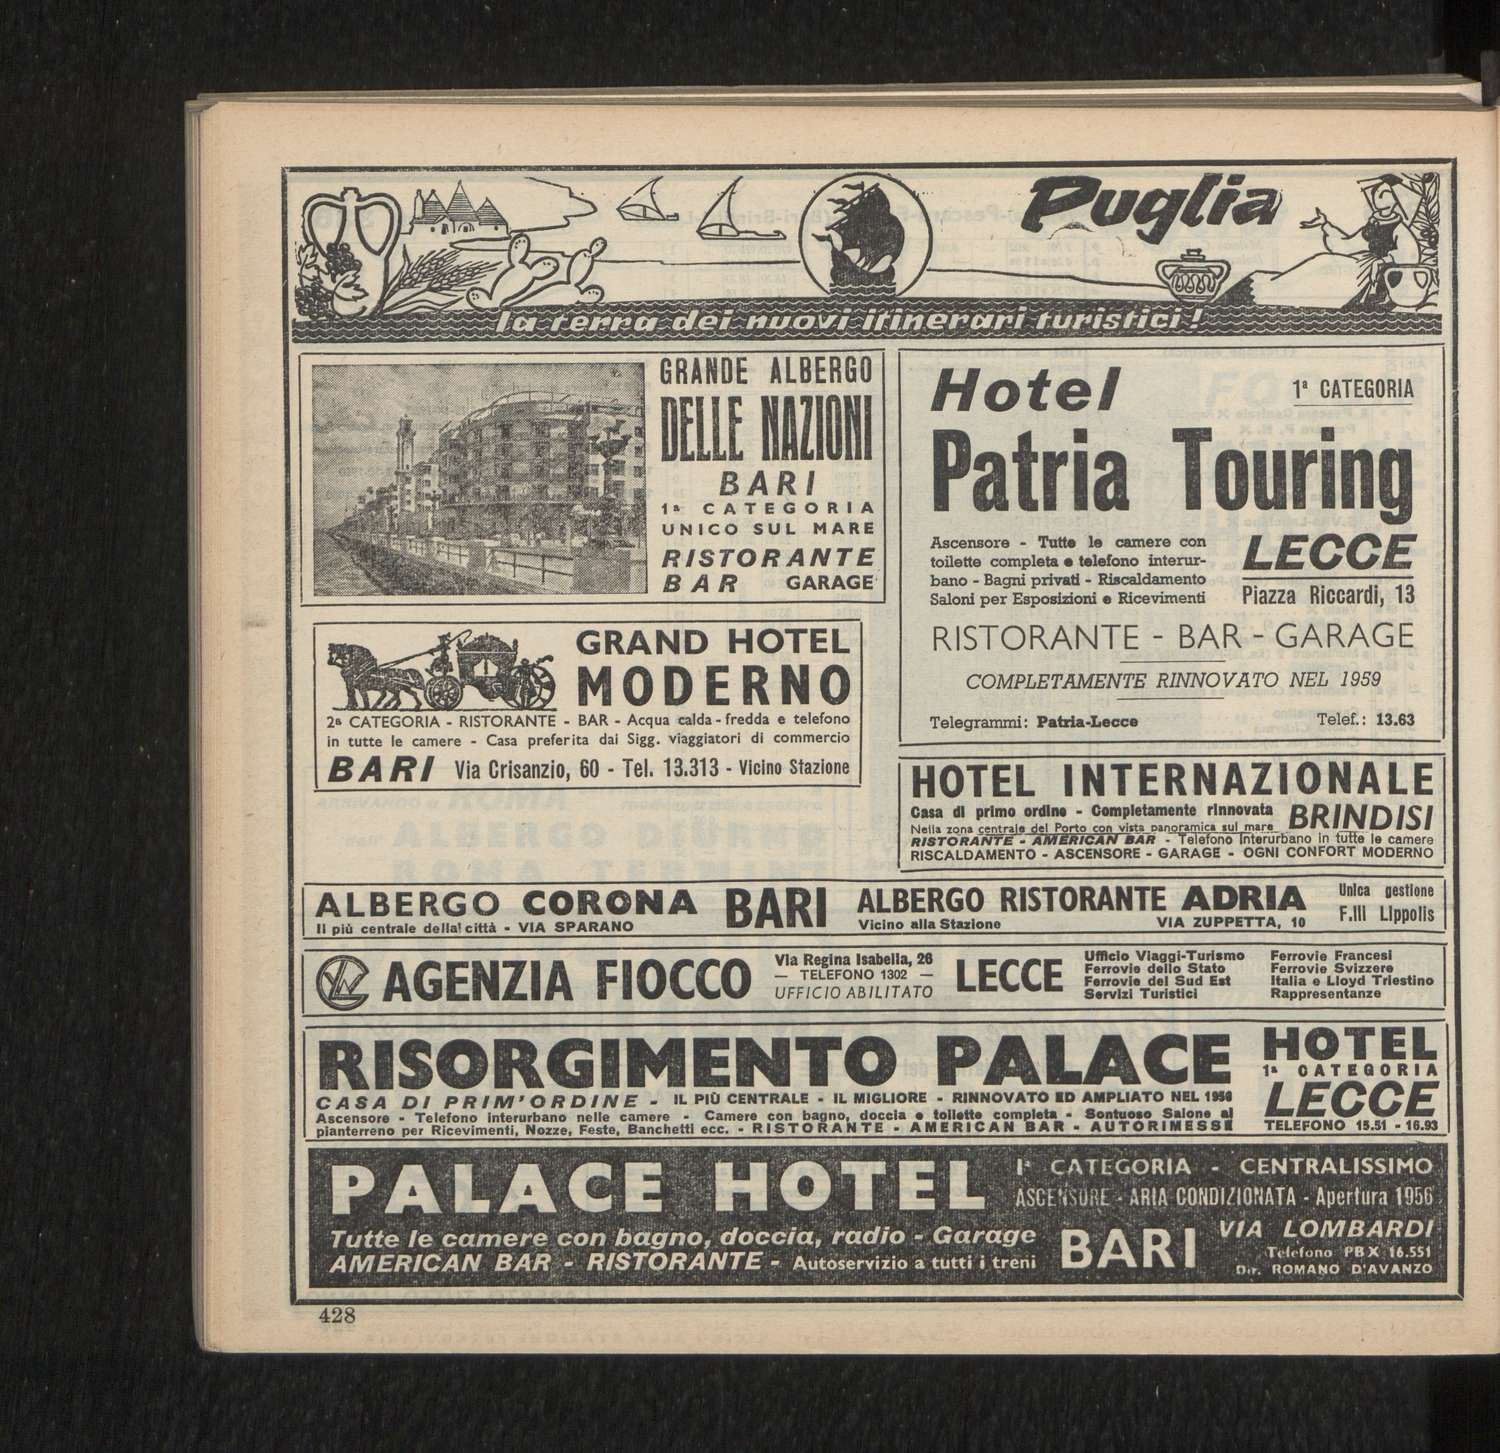 Puglia
la terra dei nuovi itinerari turistici!
GRANDE ALBERGO
DELLE NAZIONI
BARI
1ª CATEGORIA
UNICO SUL MARE
RISTORANTE
BAR GARAGE
Hotel 1ª CATEGORIA
Patria Touring
Ascensore - Tutte le camere con
toilette completa e telefono interur-
bano - Bagni privati - Riscaldamento
Saloni per Esposizioni e Ricevimenti
LECCE
Piazza Riccardi, 13
RISTORANTE - BAR - GARAGE
COMPLETAMENTE RINNOVATO NEL 1959
Telegrammi: Patria-Lecce Telef.: 13.63
GRAND HOTEL
MODERNO
2ª CATEGORIA - RISTORANTE - BAR - Acqua calda - fredda e telefono
in tutte le camere - Casa preferita dai Sigg. viaggiatori di commercio
BARI Via Crisanzio, 60 - Tel. 13.313 - Vicino Stazione
HOTEL INTERNAZIONALE
Casa di primo ordine - Completamente rinnovata BRINDISI
Nella zona centrale del Porto con vista panoramica sul mare
RISTORANTE - AMERICAN BAR - Telefono Interurbano in tutte le camere
RISCALDAMENTO - ASCENSORE - GARAGE - OGNI CONFORT MODERNO
ALBERGO CORONA BARI
Il più centrale della città - VIA SPARANO
ALBERGO RISTORANTE ADRIA
Vicino alla Stazione VIA ZUPPETTA, 10
Unica gestione
F.lli Lippolis
AGENZIA FIOCCO
Via Regina Isabella, 26
— TELEFONO 1302 —
UFFICIO ABILITATO
LECCE
Ufficio Viaggi-Turismo
Ferrovie dello Stato
Ferrovie del Sud Est
Servizi Turistici
Ferrovie Francesi
Ferrovie Svizzere
Italia e Lloyd Triestino
Rappresentanze
RISORGIMENTO PALACE HOTEL
1ª CATEGORIA
CASA DI PRIM'ORDINE - IL PIÙ CENTRALE - IL MIGLIORE - RINNOVATO ED AMPLIATO NEL 1956
Ascensore - Telefono interurbano nelle camere - Camere con bagno, doccia e toilette completa - Sontuoso Salone al
pianterreno per Ricevimenti, Nozze, Feste, Banchetti ecc. - RISTORANTE - AMERICAN BAR - AUTORIMESSE
LECCE
TELEFONO 15.51 - 16.93
PALACE HOTEL
1ª CATEGORIA - CENTRALISSIMO
ASCENSORE - ARIA CONDIZIONATA - Apertura 1956
Tutte le camere con bagno, doccia, radio - Garage
AMERICAN BAR - RISTORANTE - Autoservizio a tutti i treni
BARI
VIA LOMBARDI
Telefono PBX 16.551
Dir. ROMANO D'AVANZO
428